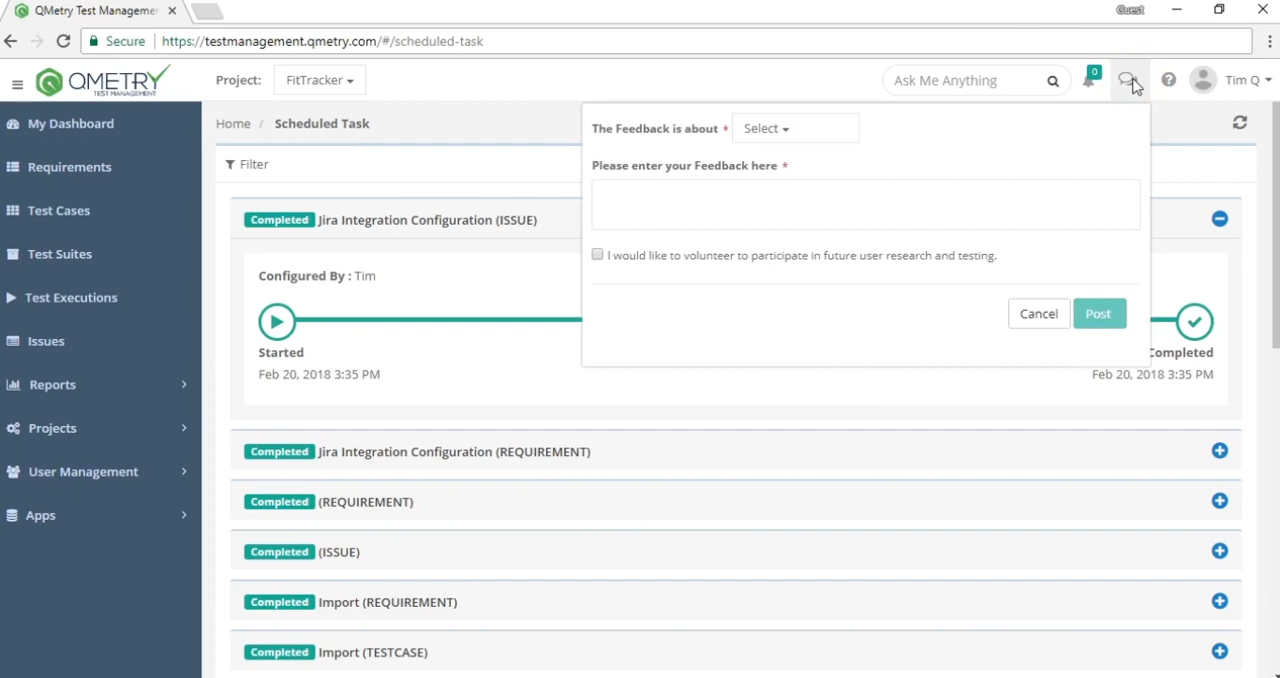 QMetry Test Manageme
Guest
Secure https://testmanagement.qmetry.com/#/scheduled-task
QMETRY
TEST MANAGEMENT
Project: FitTracker
Ask Me Anything
0
Tim Q
My Dashboard
Requirements
Test Cases
Test Suites
Test Executions
Issues
Reports
Projects
User Management
Apps
Home / Scheduled Task
Filter
The Feedback is about * Select
Please enter your Feedback here *
I would like to volunteer to participate in future user research and testing.
Cancel Post
Completed Jira Integration Configuration (ISSUE)
Configured By : Tim
Started
Feb 20, 2018 3:35 PM
Completed
Feb 20, 2018 3:35 PM
Completed Jira Integration Configuration (REQUIREMENT)
Completed (REQUIREMENT)
Completed (ISSUE)
Completed Import (REQUIREMENT)
Completed Import (TESTCASE)